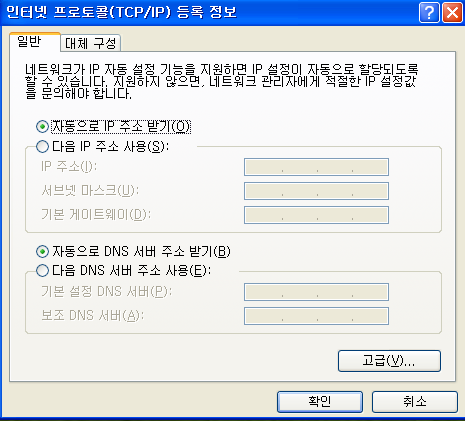 인터넷 프로토콜(TCP/IP) 등록 정보
일반 대체 구성
네트워크가 IP 자동 설정 기능을 지원하면 IP 설정이 자동으로 할당되도록
할 수 있습니다. 지원하지 않으면, 네트워크 관리자에게 적절한 IP 설정값
을 문의해야 합니다.
자동으로 IP 주소 받기(O)
다음 IP 주소 사용(S):
IP 주소(I):
서브넷 마스크(U):
기본 게이트웨이(D):
자동으로 DNS 서버 주소 받기(B)
다음 DNS 서버 주소 사용(E):
기본 설정 DNS 서버(P):
보조 DNS 서버(A):
고급(V)...
확인 취소